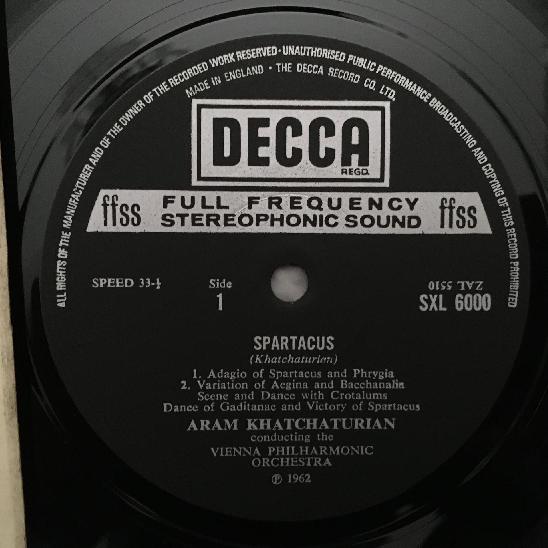 ALL RIGHTS OF THE MANUFACTURER AND OF THE OWNER OF THE RECORDED WORK RESERVED · UNAUTHORISED PUBLIC PERFORMANCE BROADCASTING AND COPYING OF THIS RECORD PROHIBITED
MADE IN ENGLAND · THE DECCA RECORD CO. LTD.
DECCA
REGD.
ffss FULL FREQUENCY STEREOPHONIC SOUND ffss
SPEED 33-⅓
Side 1
ZAL 5510
SXL 6000
SPARTACUS
(Khatchaturien)
1. Adagio of Spartacus and Phrygia
2. Variation of Aegina and Bacchanalia
Scene and Dance with Crotalums
Dance of Gaditanae and Victory of Spartacus
ARAM KHATCHATURIAN
conducting the
VIENNA PHILHARMONIC
ORCHESTRA
℗ 1962